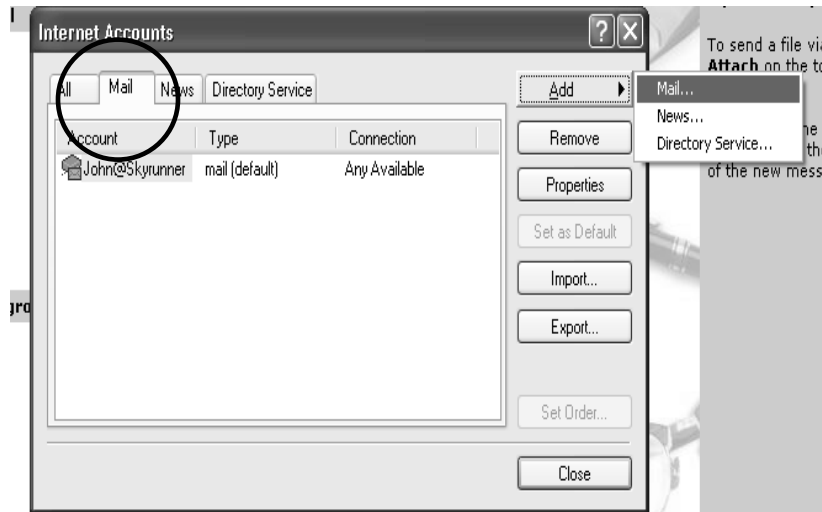 Internet Accounts
To send a file via
Attach on the to
All Mail News Directory Service
Add
Mail...
News...
Directory Service...
Account Type Connection
Remove
John@Skyrunner mail (default) Any Available
of the new mess
Properties
Set as Default
Import...
Export...
Set Order...
Close